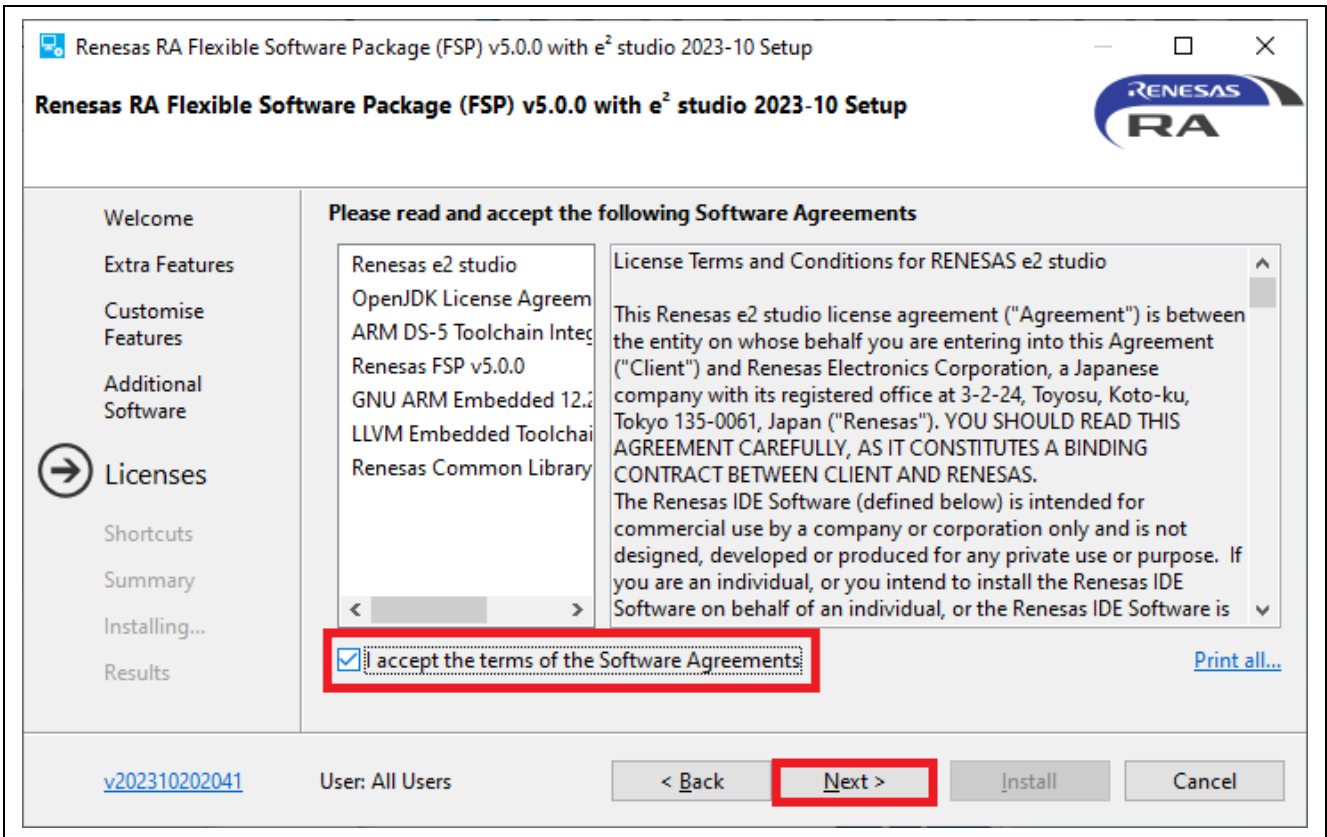 Renesas RA Flexible Software Package (FSP) v5.0.0 with e² studio 2023-10 Setup
Renesas RA Flexible Software Package (FSP) v5.0.0 with e² studio 2023-10 Setup
RENESAS
RA
Welcome
Extra Features
Customise
Features
Additional
Software
Licenses
Shortcuts
Summary
Installing...
Results
Please read and accept the following Software Agreements
Renesas e2 studio
OpenJDK License Agreem
ARM DS-5 Toolchain Integ
Renesas FSP v5.0.0
GNU ARM Embedded 12.2
LLVM Embedded Toolchai
Renesas Common Library
License Terms and Conditions for RENESAS e2 studio
This Renesas e2 studio license agreement ("Agreement") is between
the entity on whose behalf you are entering into this Agreement
("Client") and Renesas Electronics Corporation, a Japanese
company with its registered office at 3-2-24, Toyosu, Koto-ku,
Tokyo 135-0061, Japan ("Renesas"). YOU SHOULD READ THIS
AGREEMENT CAREFULLY, AS IT CONSTITUTES A BINDING
CONTRACT BETWEEN CLIENT AND RENESAS.
The Renesas IDE Software (defined below) is intended for
commercial use by a company or corporation only and is not
designed, developed or produced for any private use or purpose.  If
you are an individual, or you intend to install the Renesas IDE
Software on behalf of an individual, or the Renesas IDE Software is
I accept the terms of the Software Agreements
Print all...
v202310202041
User: All Users
< Back
Next >
Install
Cancel